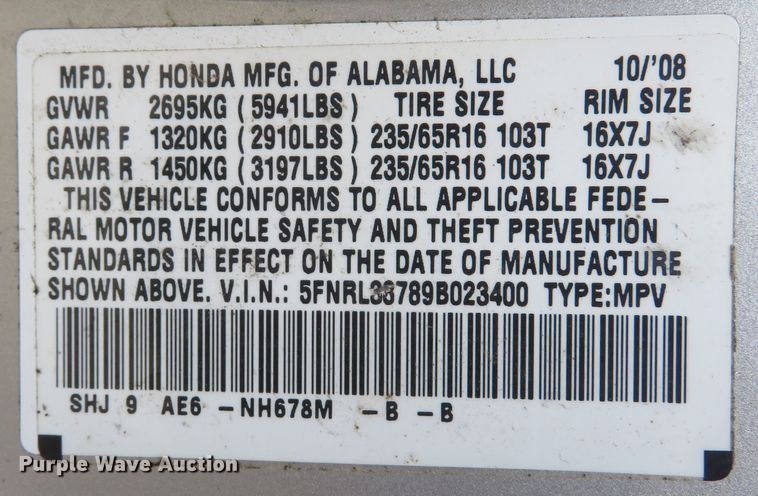 MFD. BY HONDA MFG. OF ALABAMA, LLC 10/'08
GVWR 2695KG (5941LBS) TIRE SIZE RIM SIZE
GAWR F 1320KG (2910LBS) 235/65R16 103T 16X7J
GAWR R 1450KG (3197LBS) 235/65R16 103T 16X7J
THIS VEHICLE CONFORMS TO ALL APPLICABLE FEDE-
RAL MOTOR VEHICLE SAFETY AND THEFT PREVENTION
STANDARDS IN EFFECT ON THE DATE OF MANUFACTURE
SHOWN ABOVE. V.I.N.: 5FNRL38789B023400 TYPE:MPV
SHJ 9 AE6 -NH678M -B -B
Purple Wave Auction